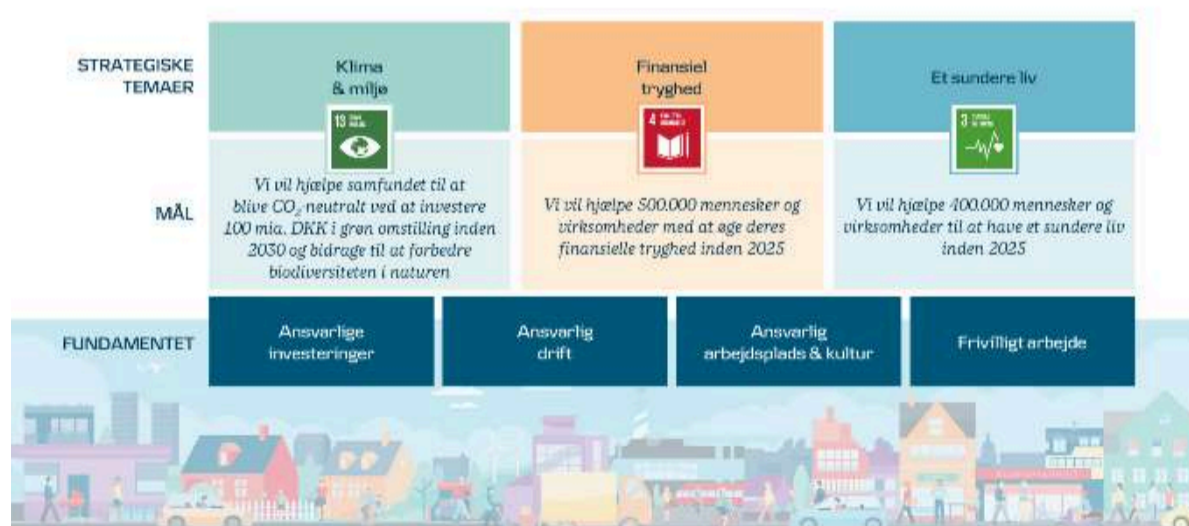 STRATEGISKE
TEMAER
Klima
& miljø
Finansiel
tryghed
Et sundere liv
13
4
3
MÅL
Vi vil hjælpe samfundet til at
blive CO₂-neutralt ved at investere
100 mia. DKK i grøn omstilling inden
2030 og bidrage til at forbedre
biodiversiteten i naturen
Vi vil hjælpe 500.000 mennesker og
virksomheder med at øge deres
finansielle tryghed inden 2025
Vi vil hjælpe 400.000 mennesker og
virksomheder til at have et sundere liv
inden 2025
FUNDAMENTET
Ansvarlige
investeringer
Ansvarlig
drift
Ansvarlig
arbejdsplads & kultur
Frivilligt arbejde